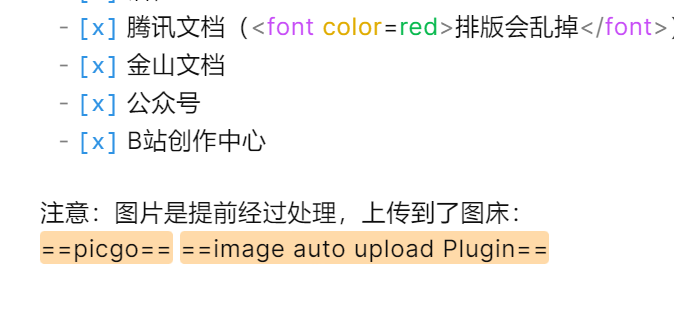 - [x] 腾讯文档（<font color=red>排版会乱掉</font>）
- [x] 金山文档
- [x] 公众号
- [x] B站创作中心
注意：图片是提前经过处理，上传到了图床：
==picgo== ==image auto upload Plugin==